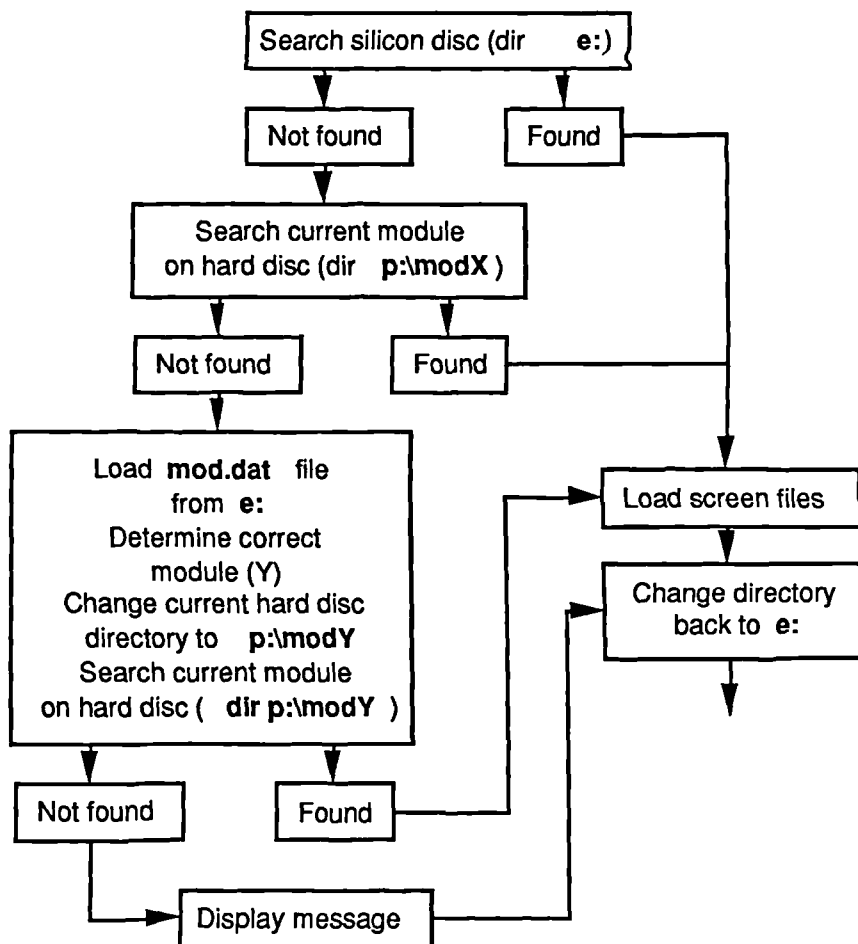 Search silicon disc (dir e:)
Not found
Found
Search current module
on hard disc (dir p:\modX )
Not found
Found
Load mod.dat file
from e:
Determine correct
module (Y)
Change current hard disc
directory to p:\modY
Search current module
on hard disc ( dir p:\modY )
Load screen files
Change directory
back to e:
Not found
Found
Display message